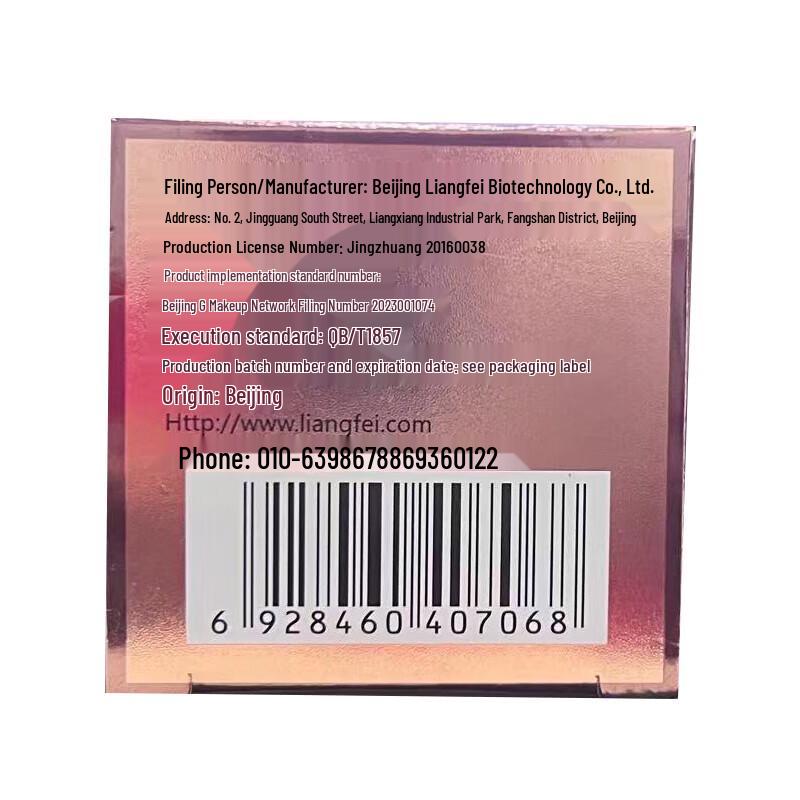 Filing Person/Manufacturer: Beijing Liangfei Biotechnology Co., Ltd.
Address: No. 2, Jingguang South Street, Liangxiang Industrial Park, Fangshan District, Beijing
Production License Number: Jingzhuang 20160038
Product implementation standard number:
Beijing G Makeup Network Filing Number 2023001074
Execution standard: QB/T1857
Production batch number and expiration date: see packaging label
Origin: Beijing
Http://www.liangfei.com
Phone: 010-6398678869360122
6 928460 407068